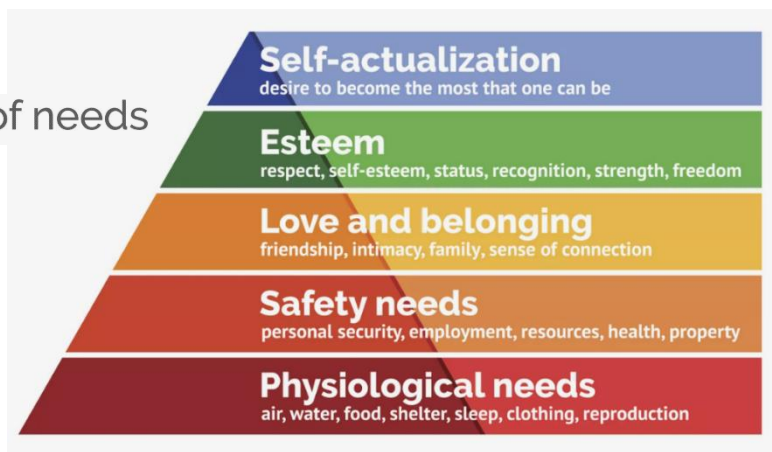 of needs
Self-actualization
desire to become the most that one can be
Esteem
respect, self-esteem, status, recognition, strength, freedom
Love and belonging
friendship, intimacy, family, sense of connection
Safety needs
personal security, employment, resources, health, property
Physiological needs
air, water, food, shelter, sleep, clothing, reproduction